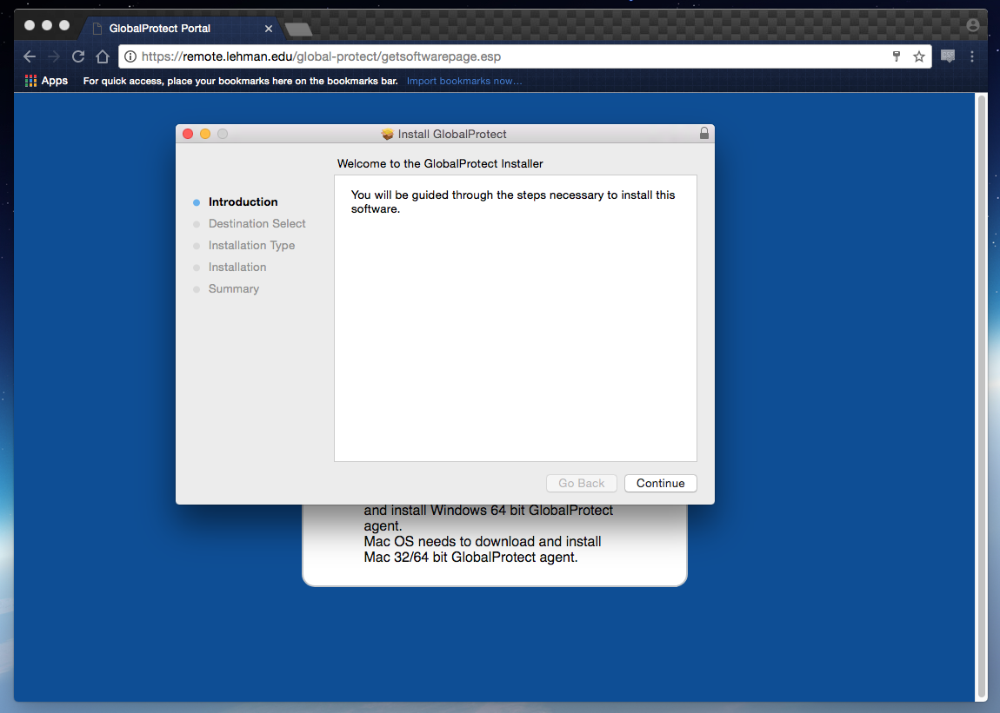 GlobalProtect Portal
https://remote.lehman.edu/global-protect/getsoftwarepage.esp
Apps For quick access, place your bookmarks here on the bookmarks bar. Import bookmarks now...
Install GlobalProtect
Welcome to the GlobalProtect Installer
Introduction
Destination Select
Installation Type
Installation
Summary
You will be guided through the steps necessary to install this
software.
Go Back Continue
and install Windows 64 bit GlobalProtect
agent.
Mac OS needs to download and install
Mac 32/64 bit GlobalProtect agent.